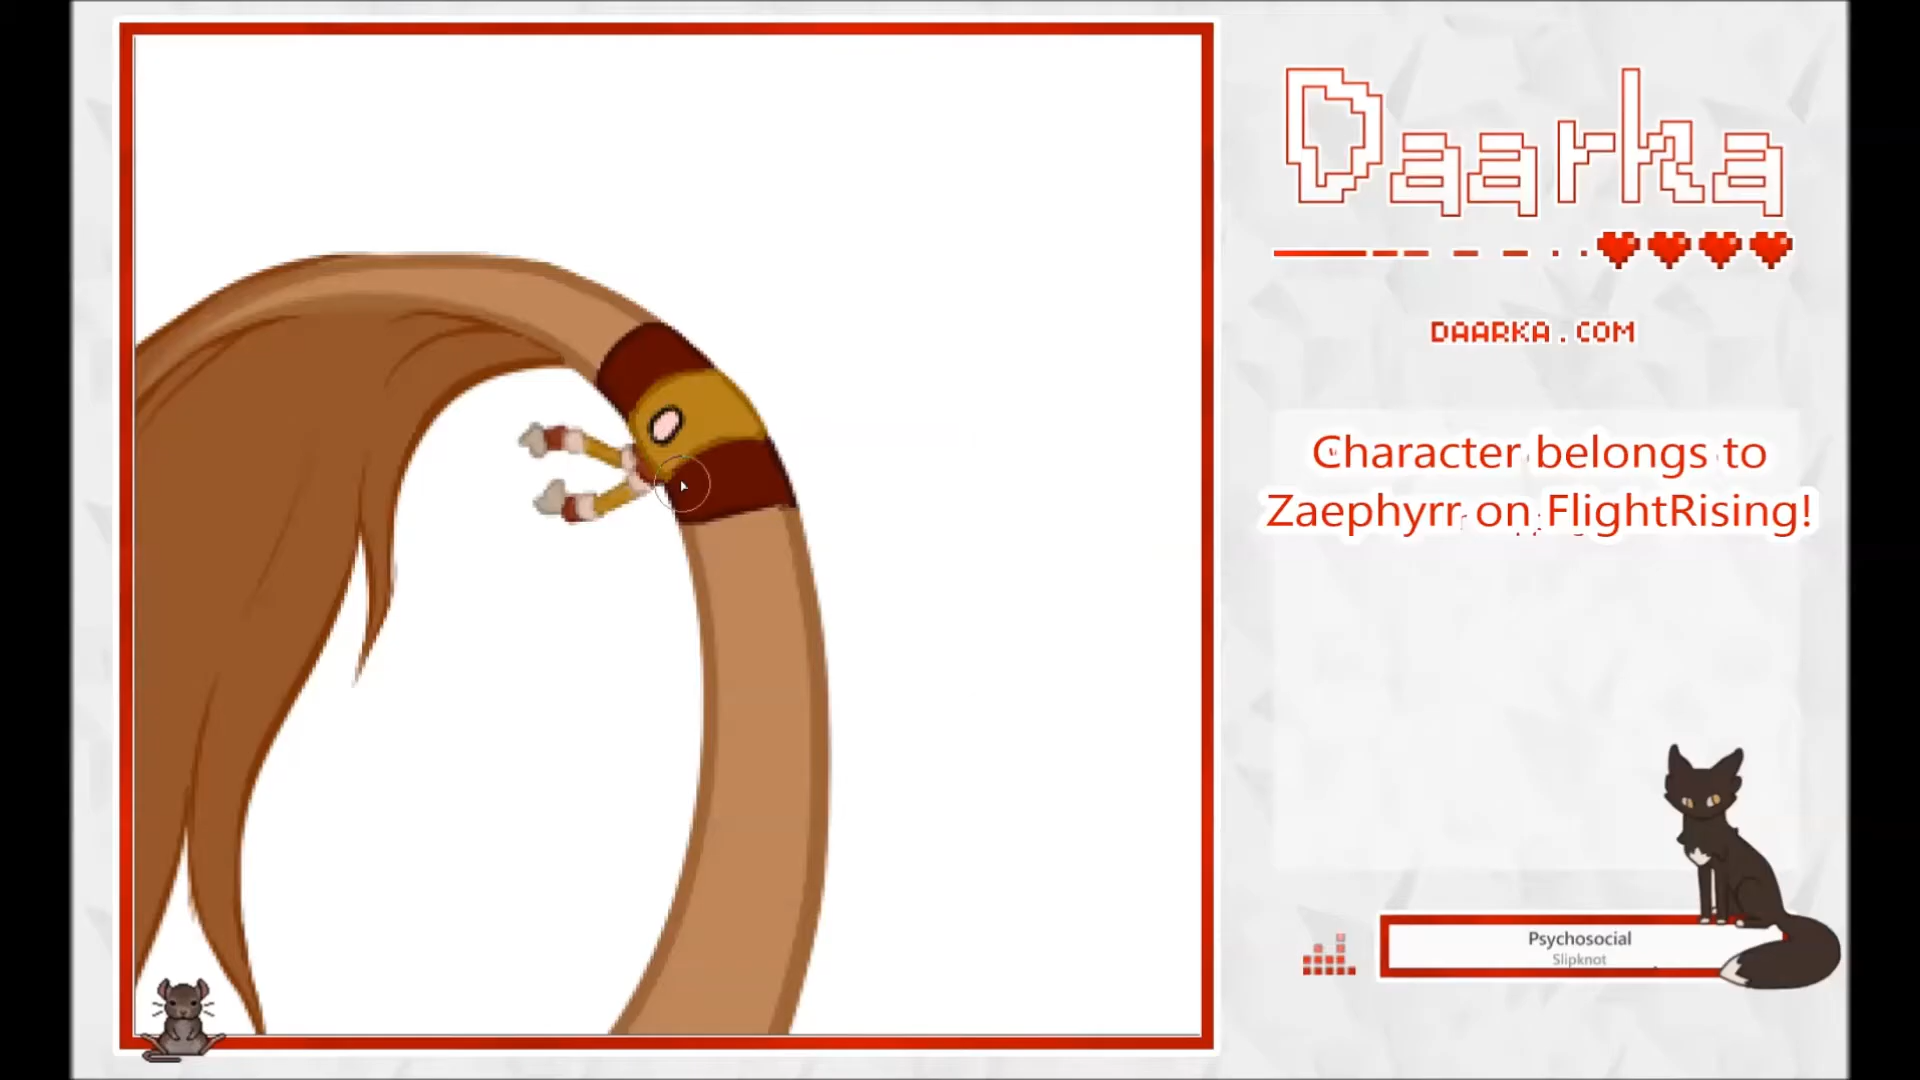 Daarka
DAARKA.COM
Character belongs to
Zaephyrr on FlightRising!
Psychosocial
Slipknot